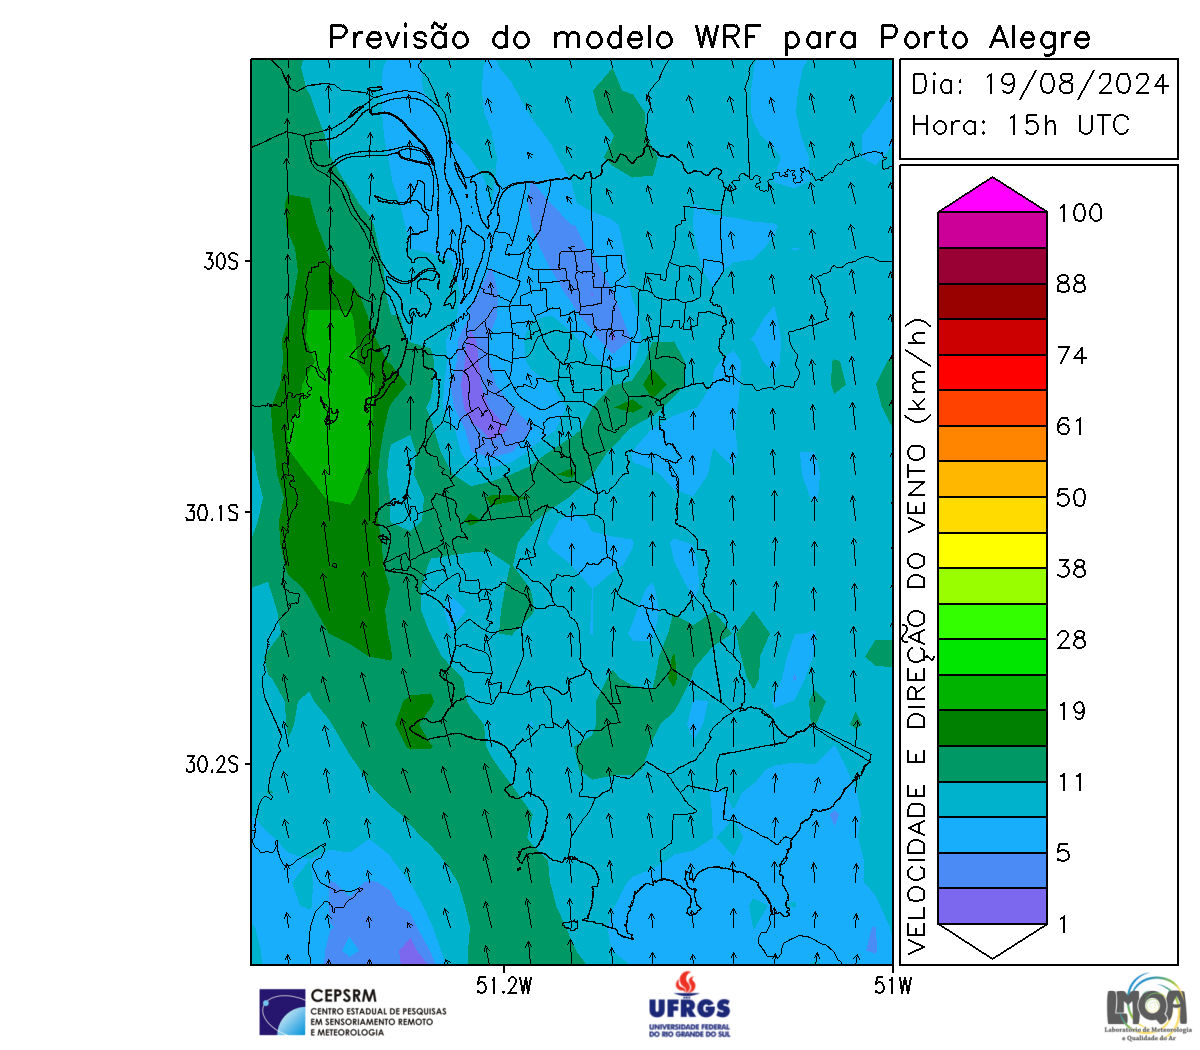 Previsão do modelo WRF para Porto Alegre
Dia: 19/08/2024
Hora: 15h UTC
VELOCIDADE E DIREÇÃO DO VENTO (km/h)
100
88
74
61
50
38
28
19
11
5
1
30S
30.1S
30.2S
51.2W
51W
CEPSRM
CENTRO ESTADUAL DE PESQUISAS
EM SENSORIAMENTO REMOTO
E METEOROLOGIA
UFRGS
UNIVERSIDADE FEDERAL
DO RIO GRANDE DO SUL
LMQA
Laboratório de Meteorologia
e Qualidade do Ar